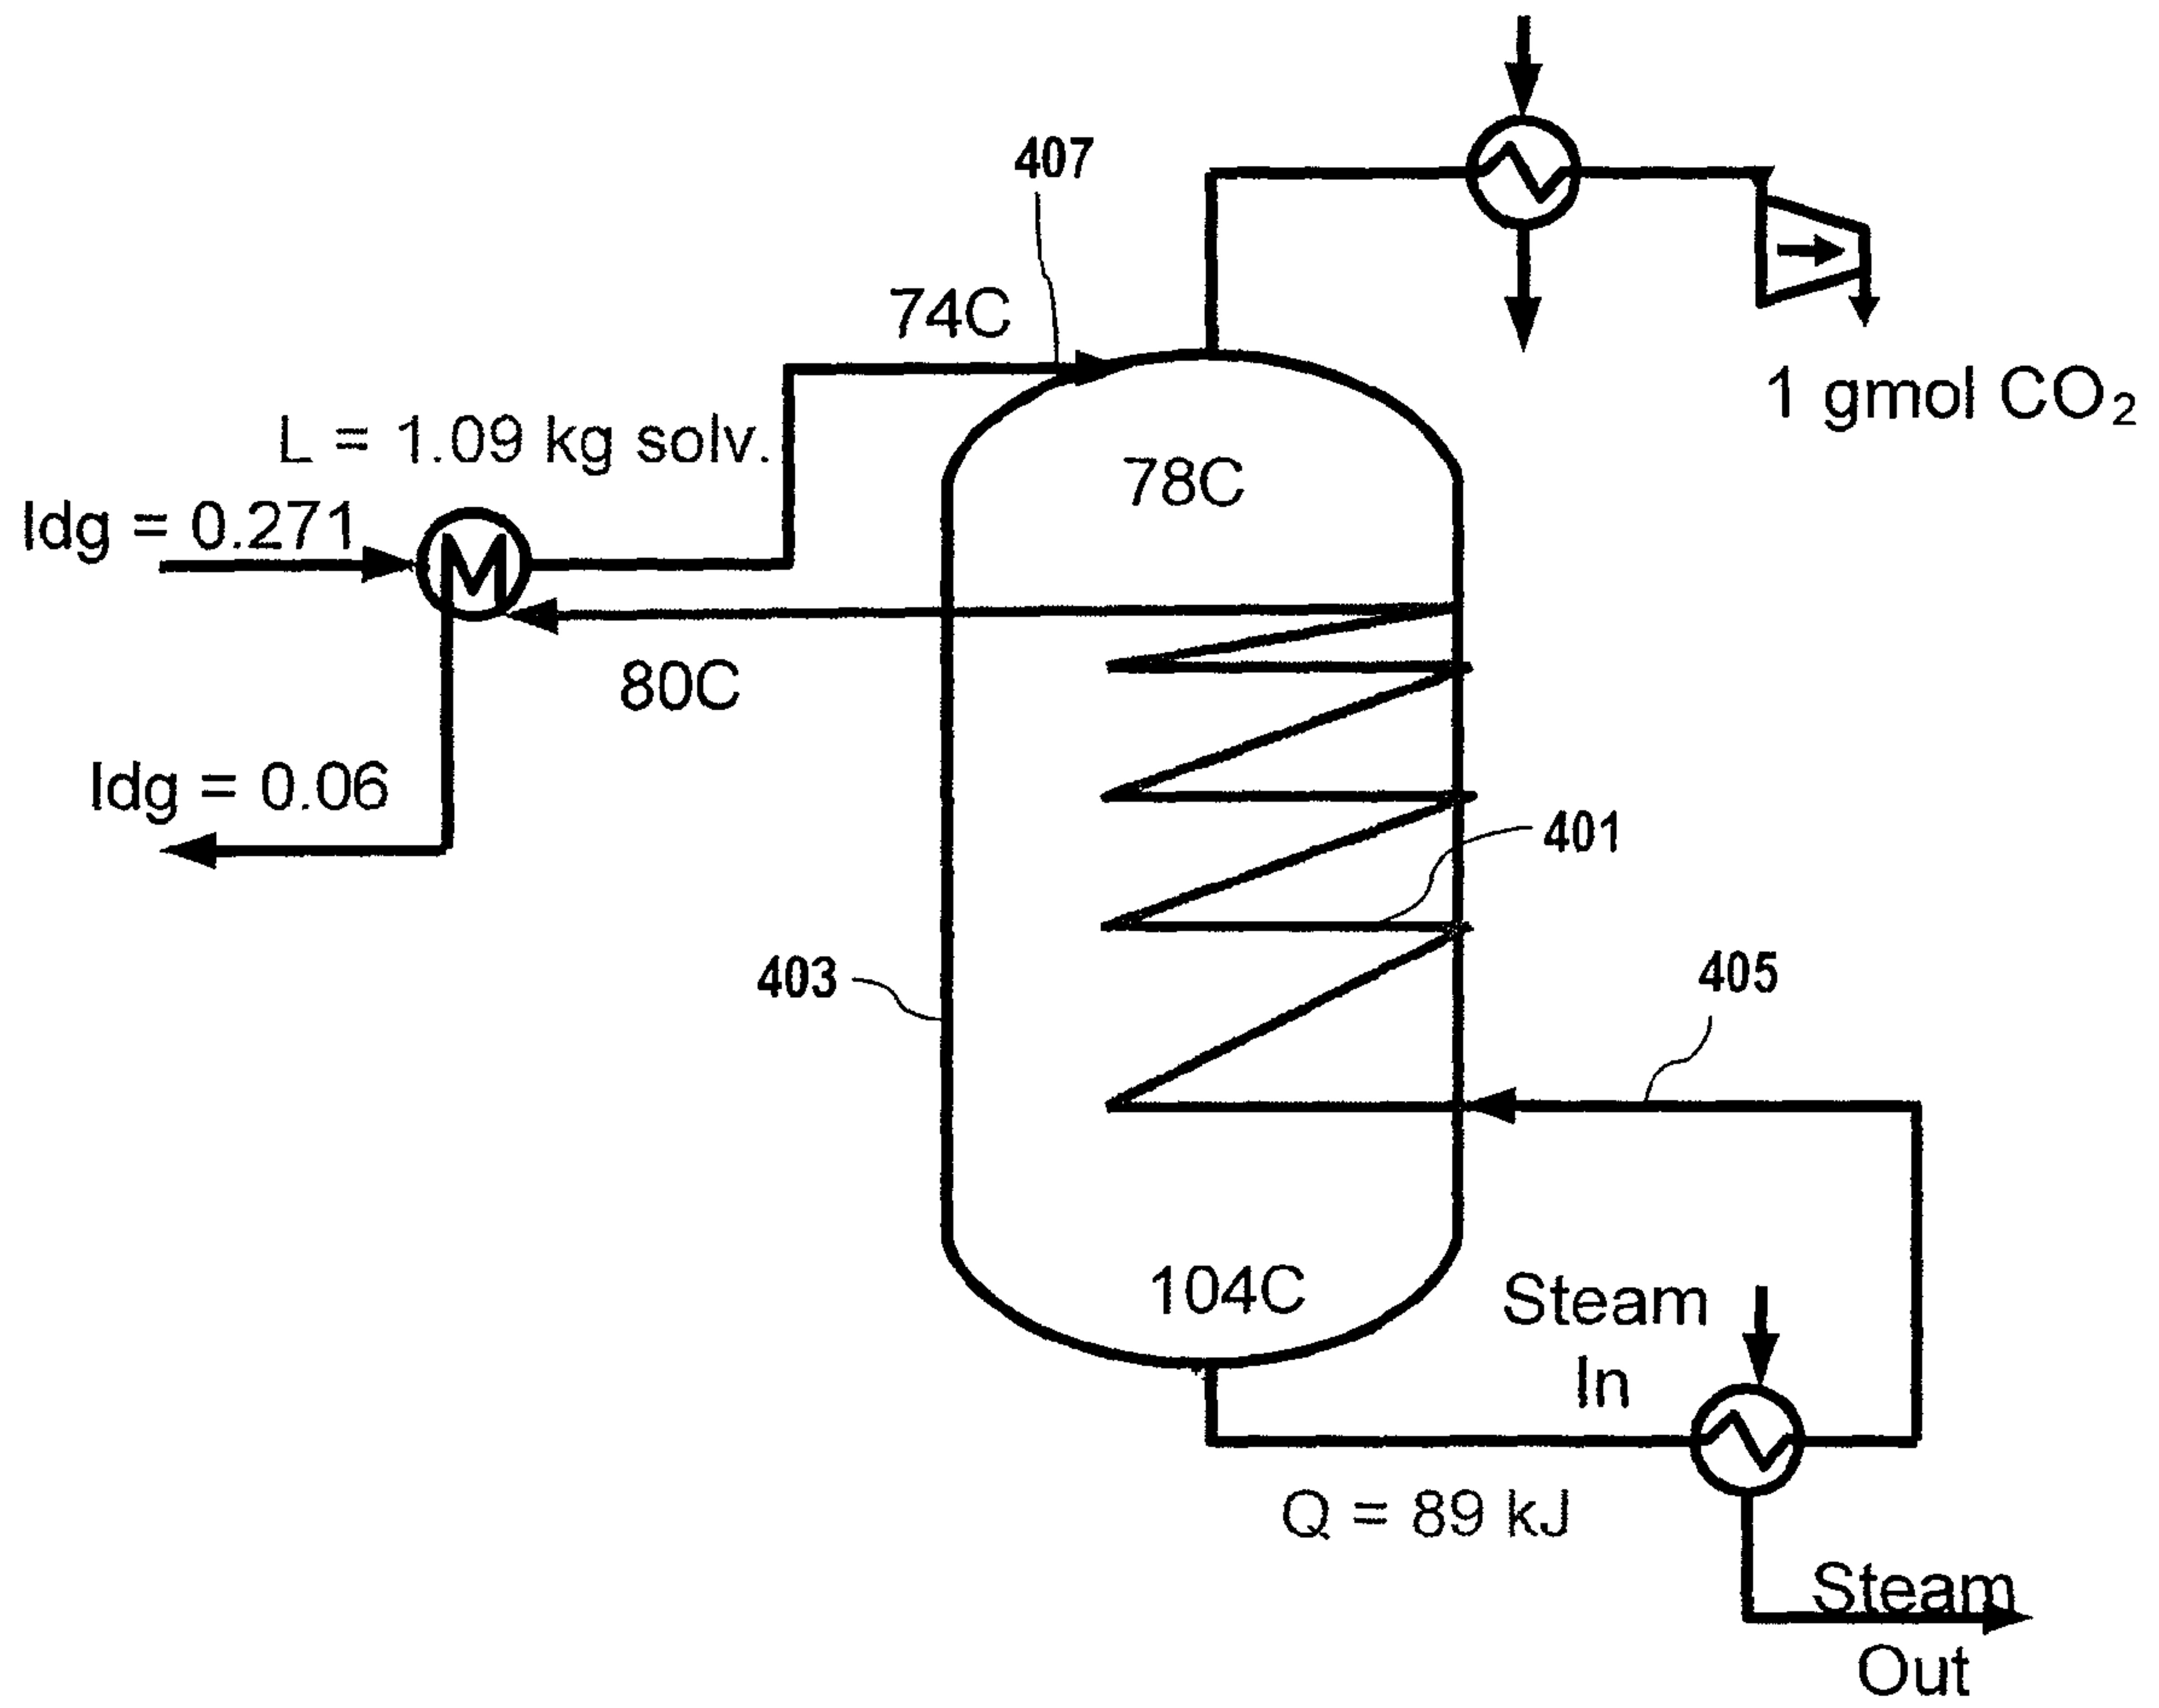 407
74C
1 gmol CO₂
L = 1.09 kg solv.
78C
ldg = 0.271
80C
ldg = 0.06
401
403
405
104C
Steam
In
Q = 89 kJ
Steam
Out